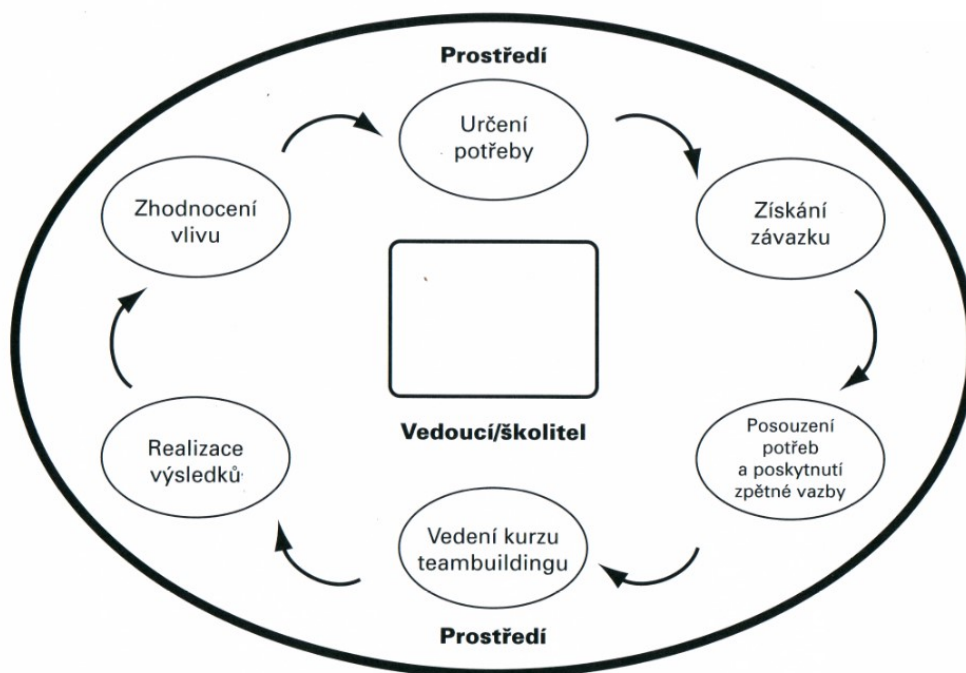 Prostředí
Určení
potřeby
Získání
závazku
Posouzení
potřeb
a poskytnutí
zpětné vazby
Vedení kurzu
teambuildingu
Realizace
výsledků
Zhodnocení
vlivu
Vedoucí/školitel
Prostředí